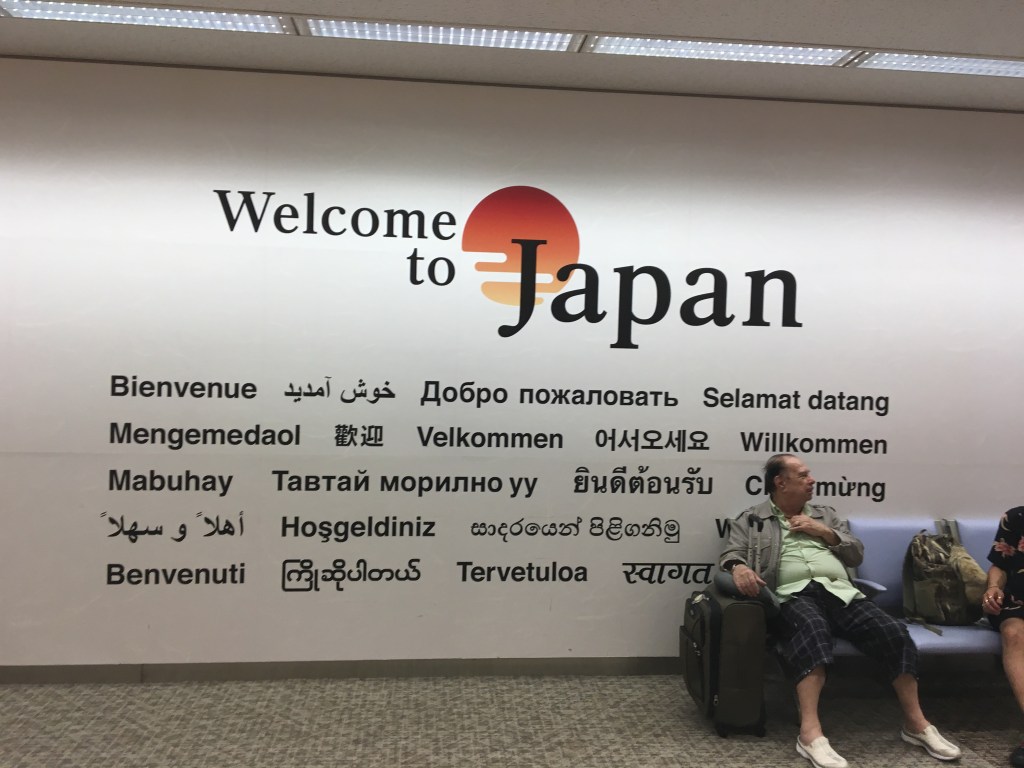 Welcome
to Japan
Bienvenue خوش آمدید Добро пожаловать Selamat datang
Mengemedaol 歡迎 Velkommen 어서오세요 Willkommen
Mabuhay Тавтай морилно уу ยินดีต้อนรับ
أهلاً و سهلاً Hoşgeldiniz සාදරයෙන් පිළිගනිමු
Benvenuti ကြိုဆိုပါတယ် Tervetuloa स्वागत